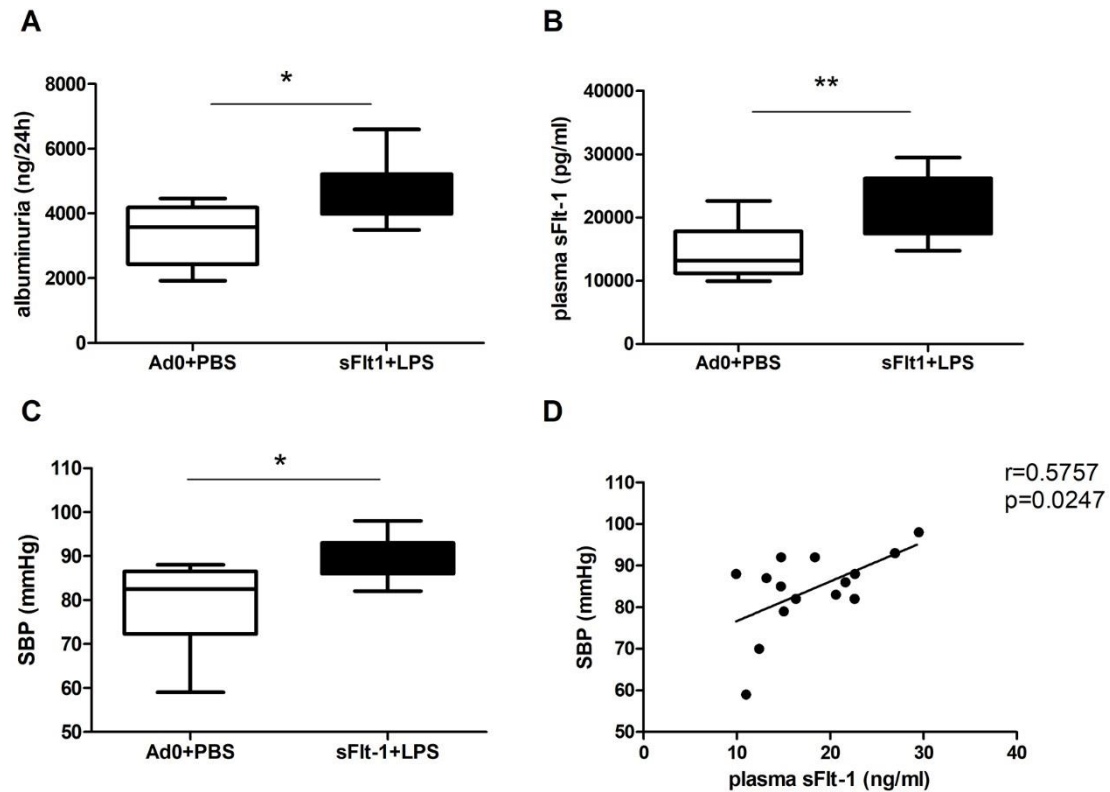 A
albuminuria (ng/24h)
8000
6000
4000
2000
0
*
Ad0+PBS
sFlt1+LPS
B
plasma sFlt-1 (pg/ml)
40000
30000
20000
10000
0
**
Ad0+PBS
sFlt1+LPS
C
SBP (mmHg)
110
100
90
80
70
60
50
*
Ad0+PBS
sFlt-1+LPS
D
r=0.5757
p=0.0247
SBP (mmHg)
110
100
90
80
70
60
50
0
10
20
30
40
plasma sFlt-1 (ng/ml)